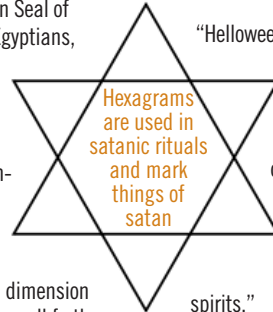 n Seal of
gyptians,
“Hellowee
Hexagrams
are used in
satanic rituals
and mark
things of
satan
n-
dimension
spirits.”